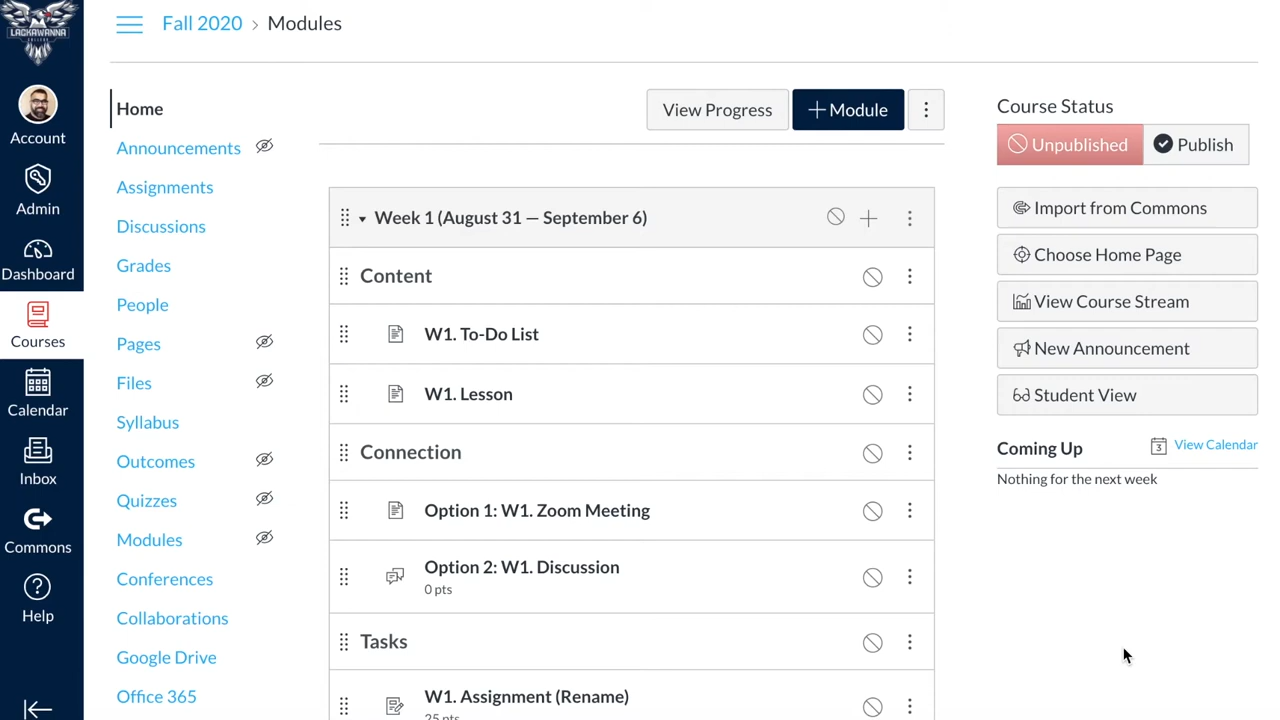 LACKAWANNA
COLLEGE
Account
Admin
Dashboard
Courses
Calendar
Inbox
Commons
Help
Fall 2020 › Modules
Home
Announcements
Assignments
Discussions
Grades
People
Pages
Files
Syllabus
Outcomes
Quizzes
Modules
Conferences
Collaborations
Google Drive
Office 365
View Progress
+ Module
Week 1 (August 31 — September 6)
Content
W1. To-Do List
W1. Lesson
Connection
Option 1: W1. Zoom Meeting
Option 2: W1. Discussion
0 pts
Tasks
W1. Assignment (Rename)
25 pts
Course Status
Unpublished
Publish
Import from Commons
Choose Home Page
View Course Stream
New Announcement
Student View
Coming Up
3 View Calendar
Nothing for the next week